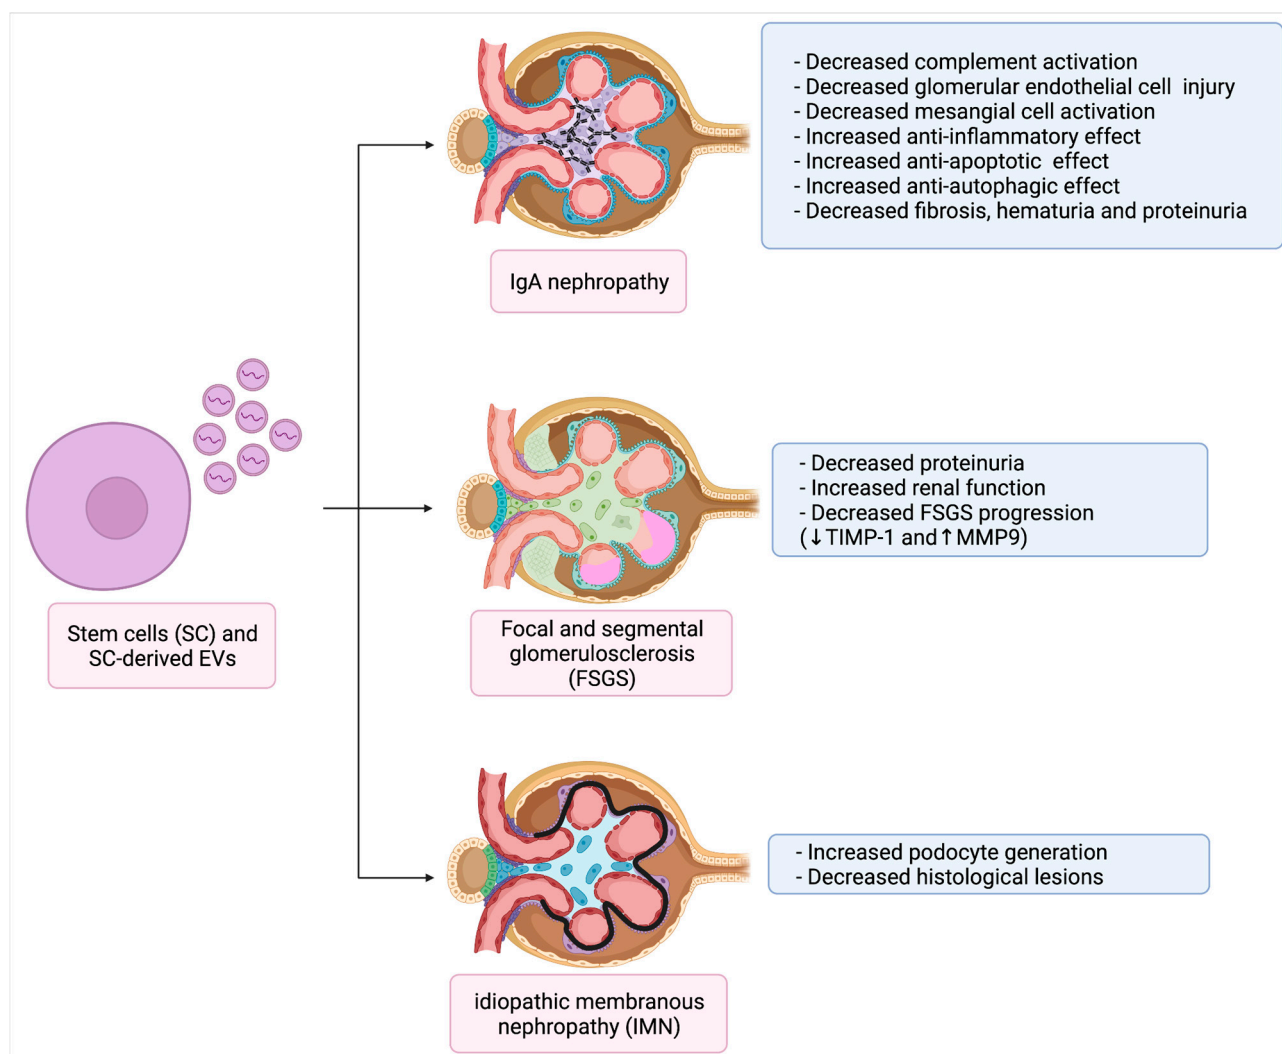 - Decreased complement activation
- Decreased glomerular endothelial cell injury
- Decreased mesangial cell activation
- Increased anti-inflammatory effect
- Increased anti-apoptotic effect
- Increased anti-autophagic effect
- Decreased fibrosis, hematuria and proteinuria
IgA nephropathy
Stem cells (SC) and
SC-derived EVs
- Decreased proteinuria
- Increased renal function
- Decreased FSGS progression
(↓TIMP-1 and↑MMP9)
Focal and segmental
glomerulosclerosis
(FSGS)
- Increased podocyte generation
- Decreased histological lesions
idiopathic membranous
nephropathy (IMN)